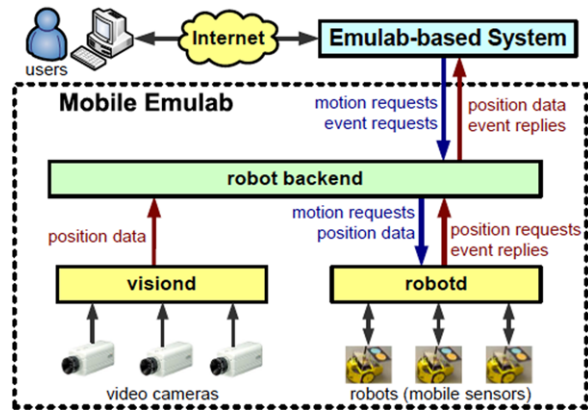 Internet
Emulab-based System
users
Mobile Emulab
motion requests
event requests
position data
event replies
robot backend
position data
motion requests
position data
position requests
event replies
visiond
robotd
video cameras
robots (mobile sensors)